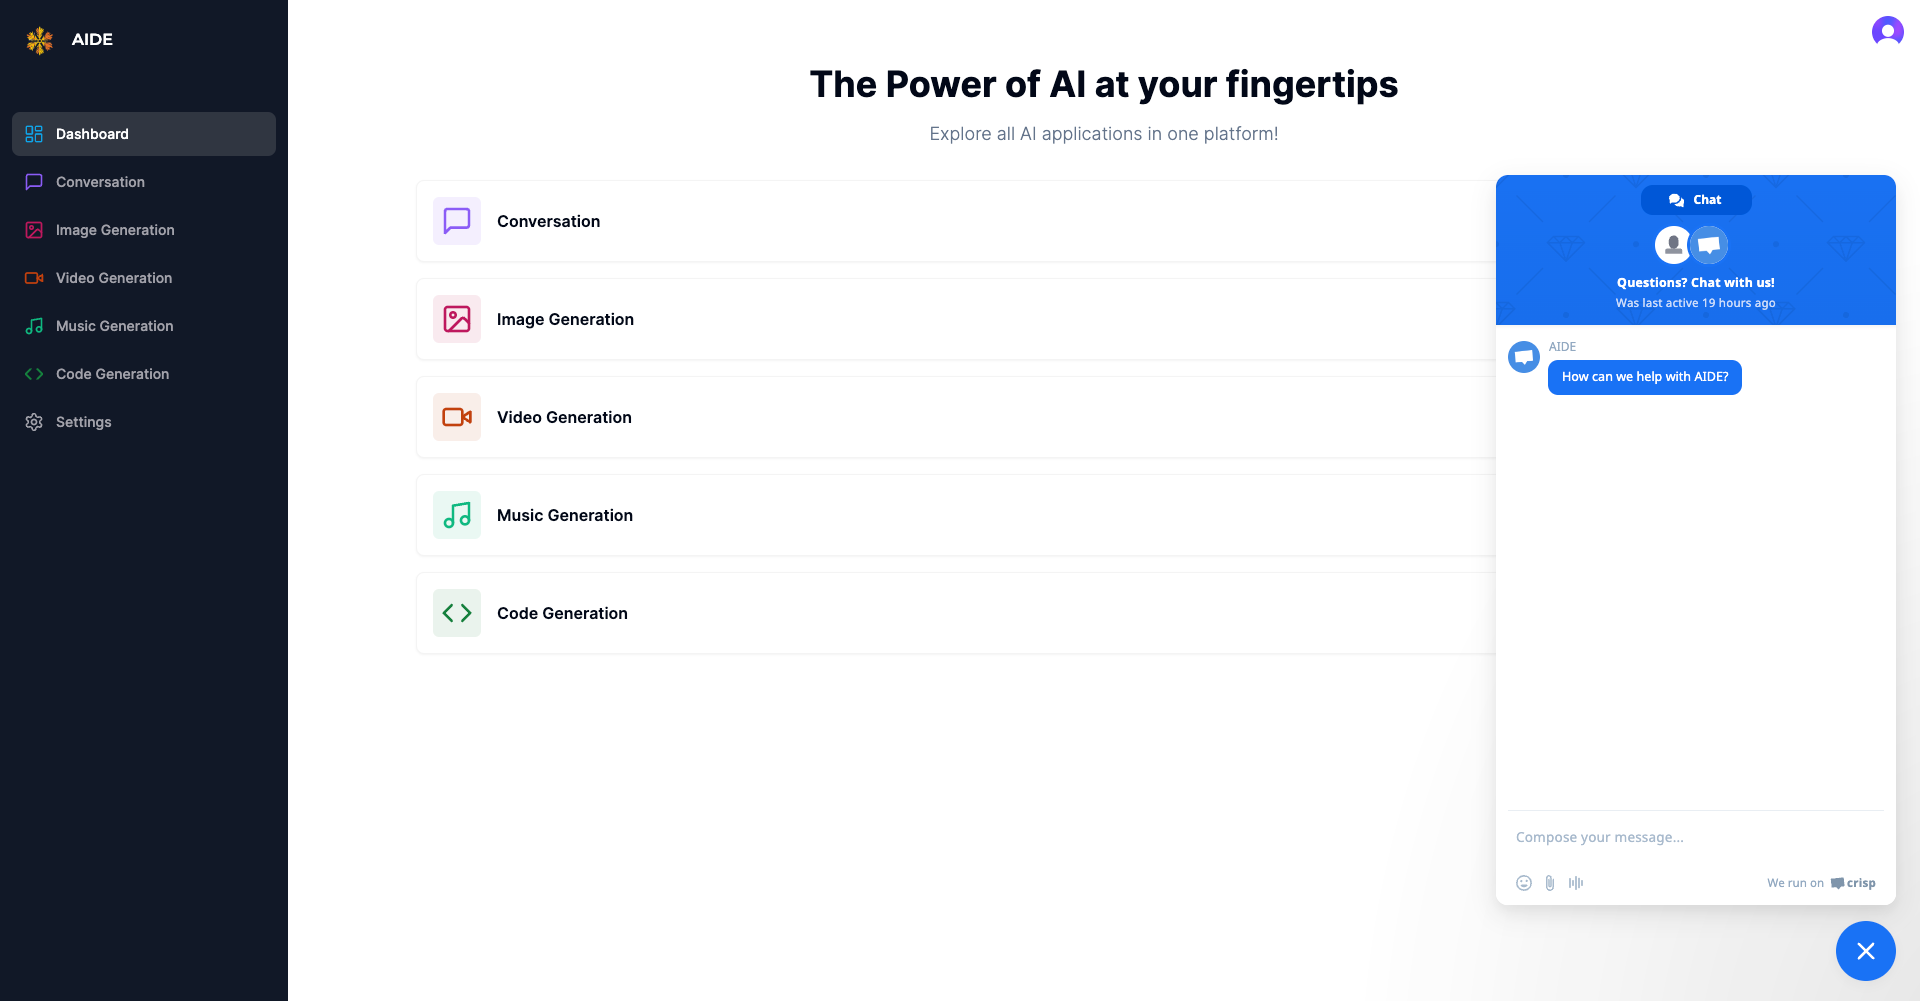 AIDE
Dashboard
Conversation
Image Generation
Video Generation
Music Generation
Code Generation
Settings
The Power of AI at your fingertips
Explore all AI applications in one platform!
Conversation
Image Generation
Video Generation
Music Generation
Code Generation
Chat
Questions? Chat with us!
Was last active 19 hours ago
AIDE
How can we help with AIDE?
Compose your message...
We run on crisp